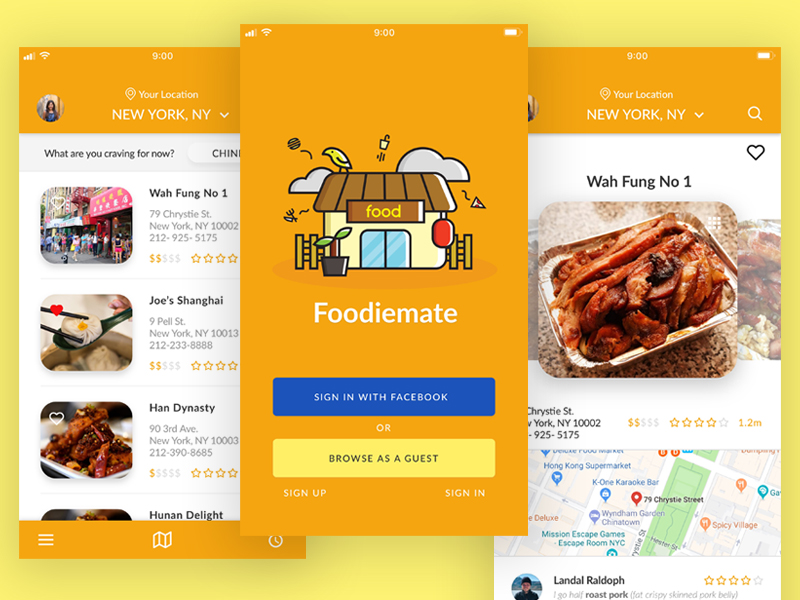 9:00
Your Location
NEW YORK, NY
What are you craving for now?
Wah Fung No 1
79 Chrystie St.
New York, NY 10002
212- 925- 5175
$$$$$
Joe's Shanghai
9 Pell St.
New York, NY 10013
212-233-8888
$$$$$
Han Dynasty
90 3rd Ave.
New York, NY 10003
212-390-8685
$$$$$
Hunan Delight
9:00
food
Foodiemate
SIGN IN WITH FACEBOOK
OR
BROWSE AS A GUEST
SIGN UP
SIGN IN
9:00
Your Location
NEW YORK, NY
Wah Fung No 1
Chrystie St.
York, NY 10002
- 925- 5175
$$$$$
1.2m
Deluxe Food Market
Hong Kong Supermarket
K-One Karaoke Bar
79 Chrystie Street
Wyndham Garden
Chinatown
Deluxe
Spicy Village
Mission Escape Games -
Escape Room NYC
Hester St
Landal Raldoph
I go half roast pork (fat crispy skinned pork belly)